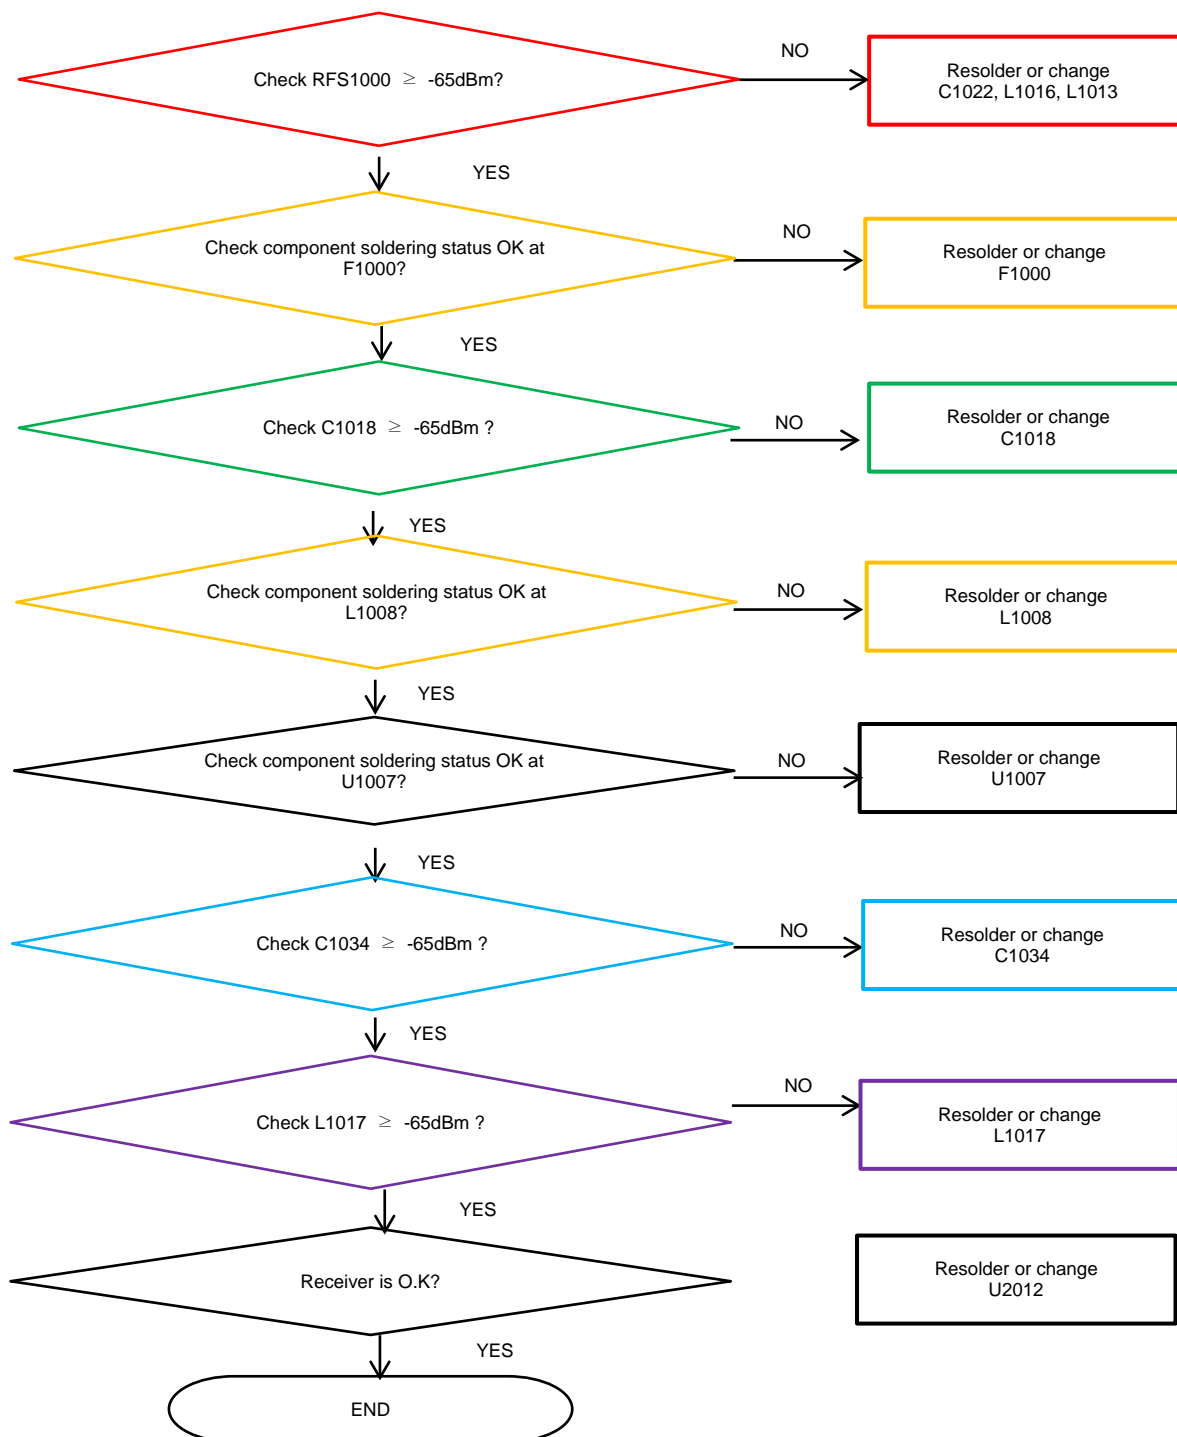 Check RFS1000 ≥ -65dBm?
NO
Resolder or change
C1022, L1016, L1013
YES
Check component soldering status OK at
F1000?
NO
Resolder or change
F1000
YES
Check C1018 ≥ -65dBm ?
NO
Resolder or change
C1018
YES
Check component soldering status OK at
L1008?
NO
Resolder or change
L1008
YES
Check component soldering status OK at
U1007?
NO
Resolder or change
U1007
YES
Check C1034 ≥ -65dBm ?
NO
Resolder or change
C1034
YES
Check L1017 ≥ -65dBm ?
NO
Resolder or change
L1017
YES
Receiver is O.K?
Resolder or change
U2012
YES
END